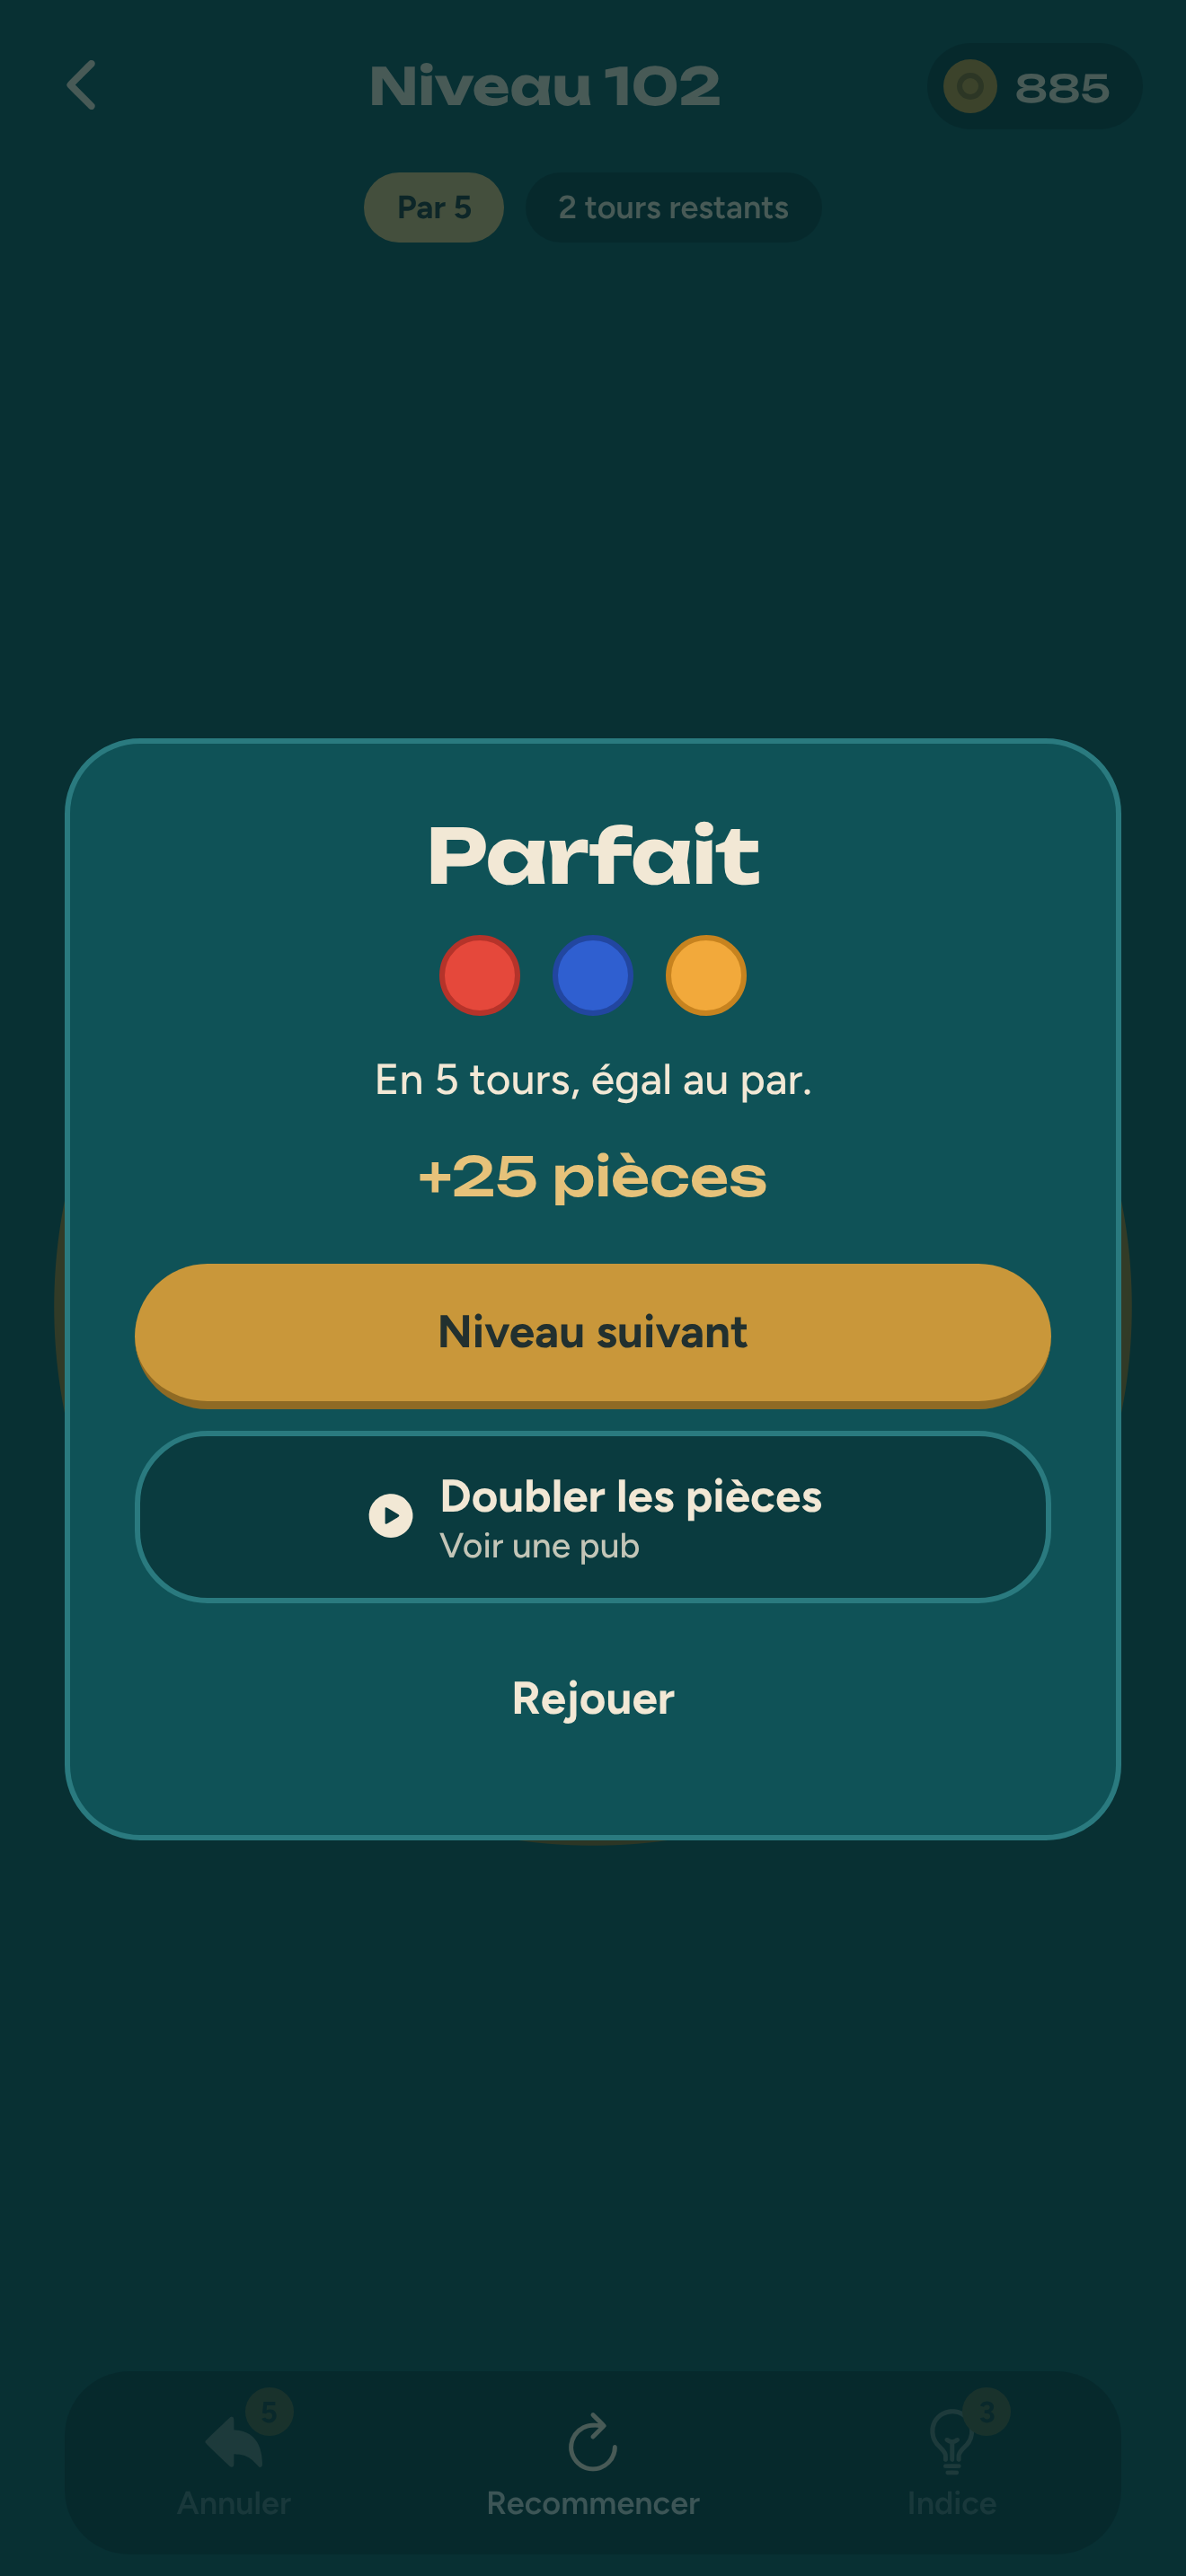 Niveau 102
885
Par 5
2 tours restants
Parfait
En 5 tours, égal au par.
+25 pièces
Niveau suivant
Doubler les pièces
Voir une pub
Rejouer
5
3
Annuler
Recommencer
Indice